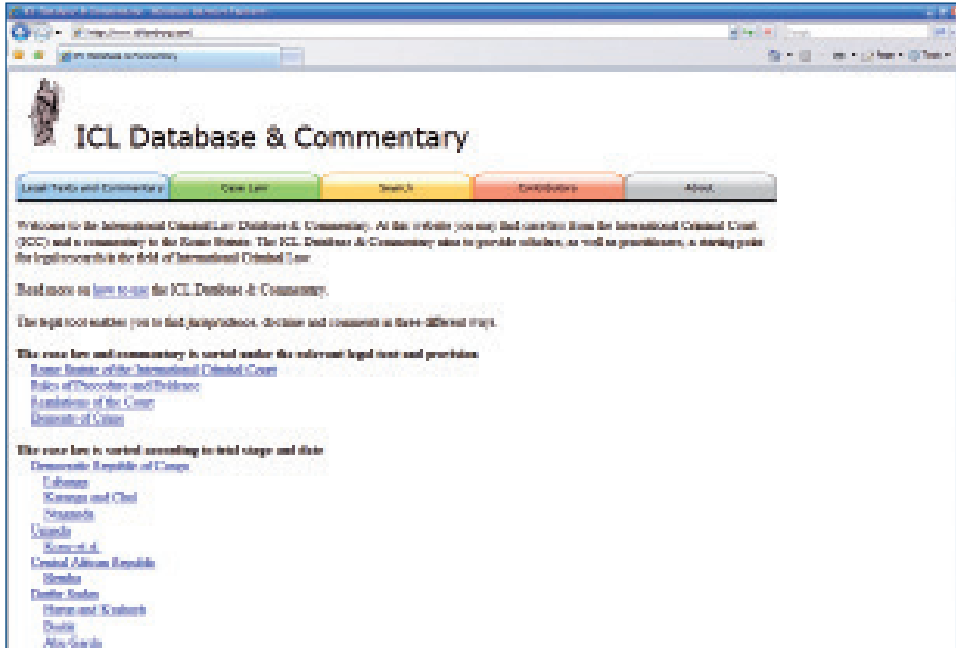 ICL Database & Commentary
Legal Texts and Commentary
Case Law
Search
Contributors
About
Welcome to the International Criminal Law Database & Commentary. At this website you may find case law from the International Criminal Court
(ICC) and a commentary to the Rome Statute. The ICL Database & Commentary aims to provide scholars, as well as practitioners, a starting point
for legal research in the field of International Criminal Law
Read more on how to use the ICL Database & Commentary.
The legal tool enables you to find jurisprudence, doctrine and comments in three different ways.
The case law and commentary is sorted under the relevant legal text and provision
Rome Statute of the International Criminal Court
Rules of Procedure and Evidence
Regulations of the Court
Elements of Crime
The case law is sorted according to trial stage and date
Democratic Republic of Congo
Lubanga
Katanga and Chui
Ntaganda
Uganda
Kony et al.
Central African Republic
Bemba
Darfur Sudan
Harun and Kushayb
Bashir
Abu Garda